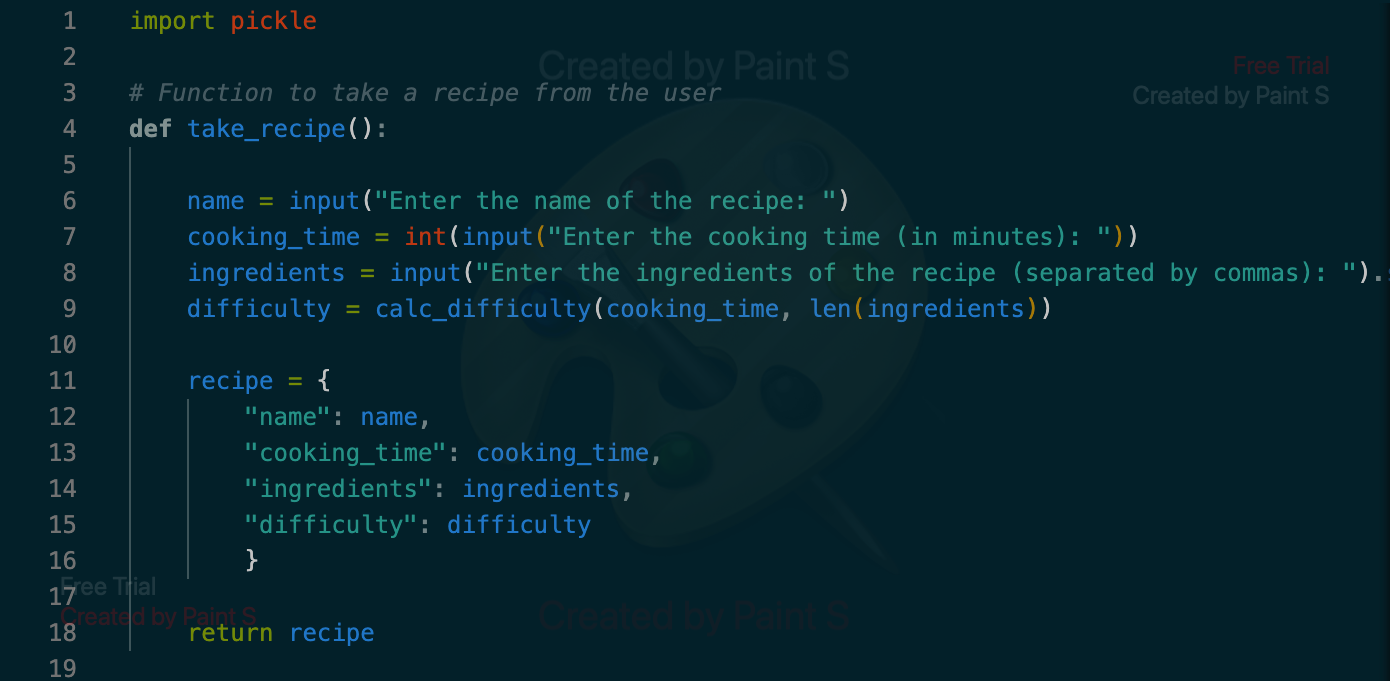 1 import pickle
2
Created by Paint S
Free Trial
3 # Function to take a recipe from the user
Created by Paint S
4 def take_recipe():
5
6 name = input("Enter the name of the recipe: ")
7 cooking_time = int(input("Enter the cooking time (in minutes): "))
8 ingredients = input("Enter the ingredients of the recipe (separated by commas): ").
9 difficulty = calc_difficulty(cooking_time, len(ingredients))
10
11 recipe = {
12 "name": name,
13 "cooking_time": cooking_time,
14 "ingredients": ingredients,
15 "difficulty": difficulty
16 }
Free Trial
17
Created by Paint S
Created by Paint S
18 return recipe
19